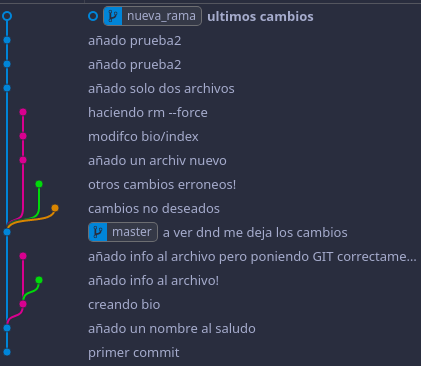 nueva_rama ultimos cambios
añado prueba2
añado prueba2
añado solo dos archivos
haciendo rm --force
modifco bio/index
añado un archiv nuevo
otros cambios erroneos!
cambios no deseados
master a ver dnd me deja los cambios
añado info al archivo pero poniendo GIT correctame...
añado info al archivo!
creando bio
añado un nombre al saludo
primer commit